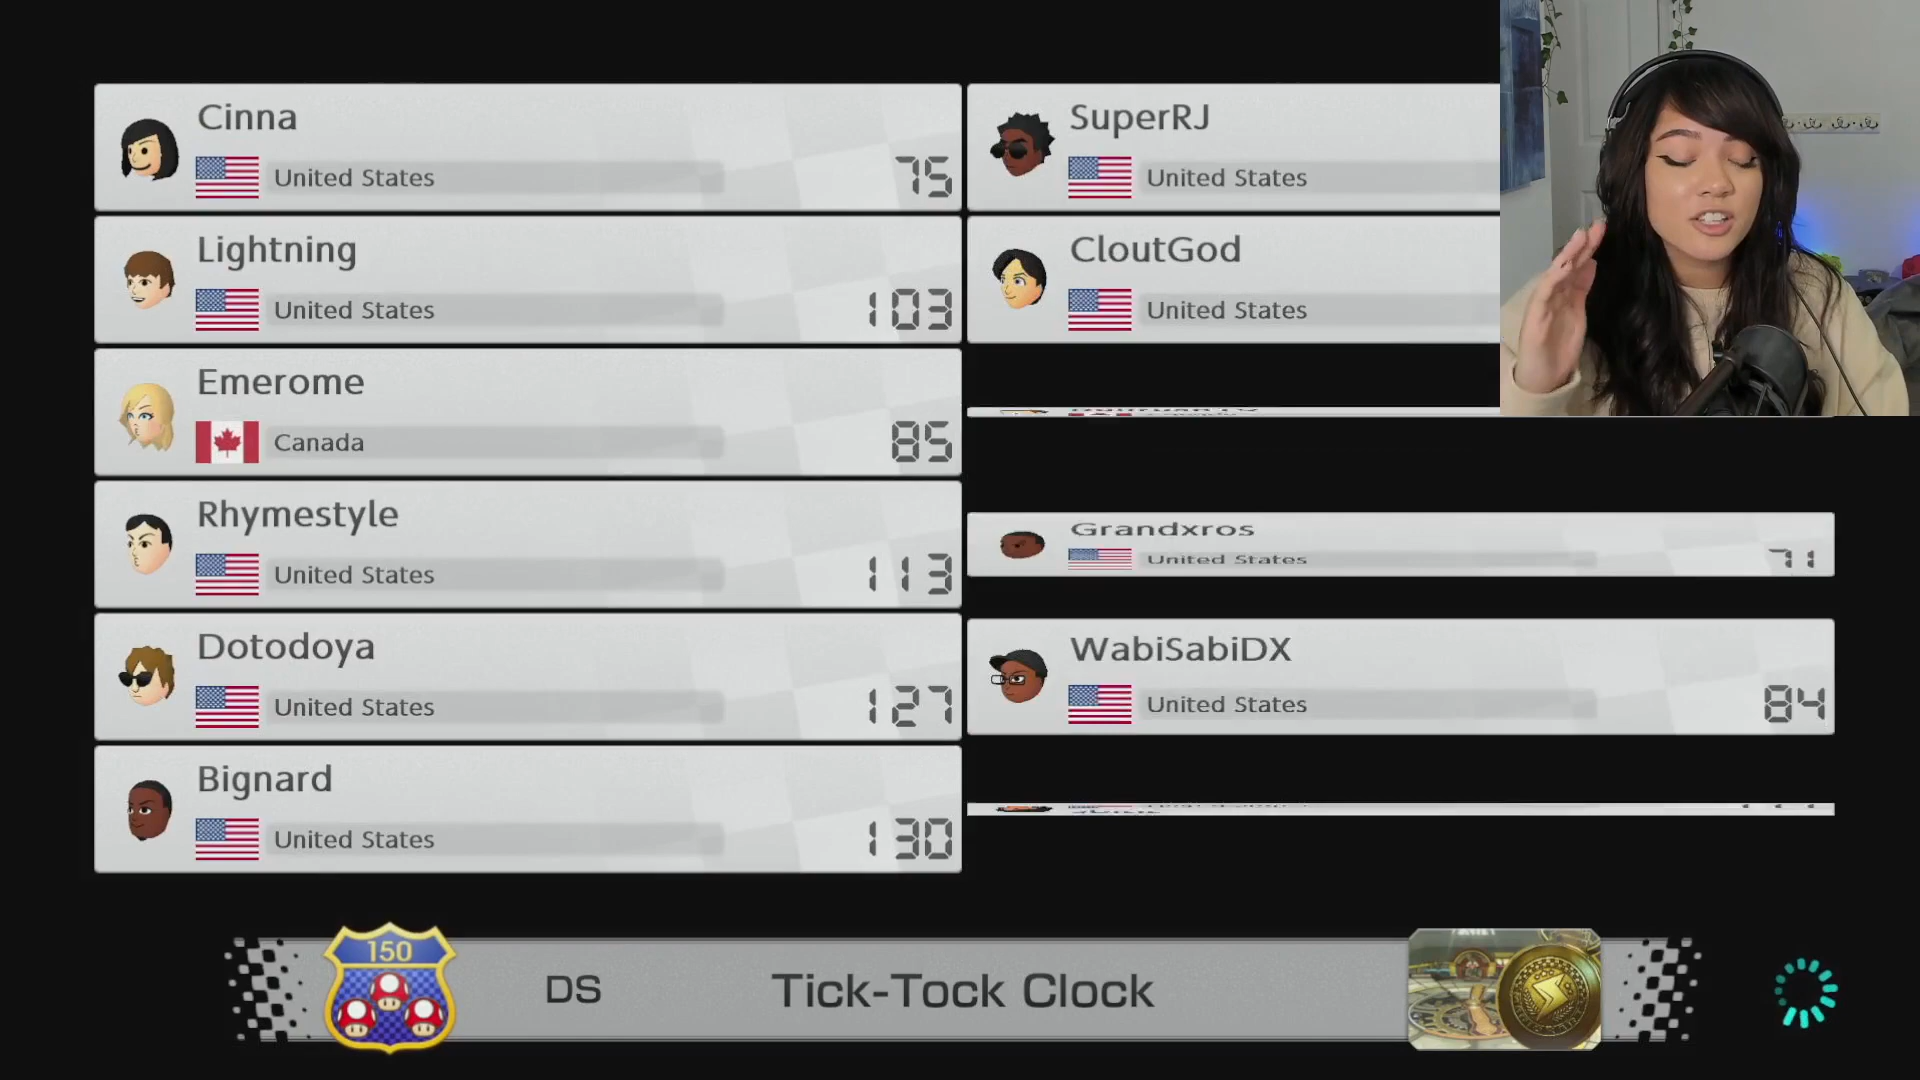 Cinna
United States
75
Lightning
United States
103
Emerome
Canada
85
Rhymestyle
United States
113
Dotodoya
United States
127
Bignard
United States
130
SuperRJ
United States
CloutGod
United States
Grandxros
United States
71
WabiSabiDX
United States
84
150
DS
Tick-Tock Clock